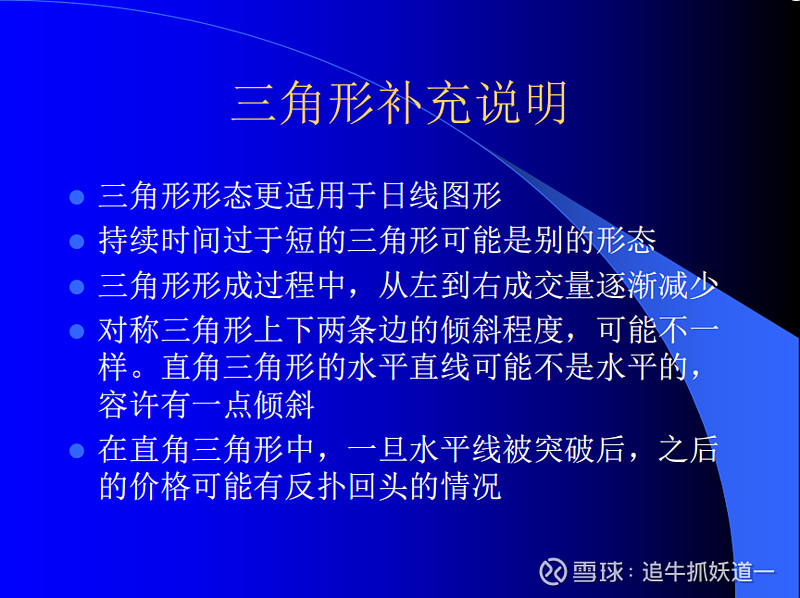 三角形补充说明
三角形形态更适用于日线图形
持续时间过于短的三角形可能是别的形态
三角形形成过程中，从左到右成交量逐渐减少
对称三角形上下两条边的倾斜程度，可能不一
样。直角三角形的水平直线可能不是水平的，
容许有一点倾斜
在直角三角形中，一旦水平线被突破后，之后
的价格可能有反扑回头的情况
雪球：追牛抓妖道一